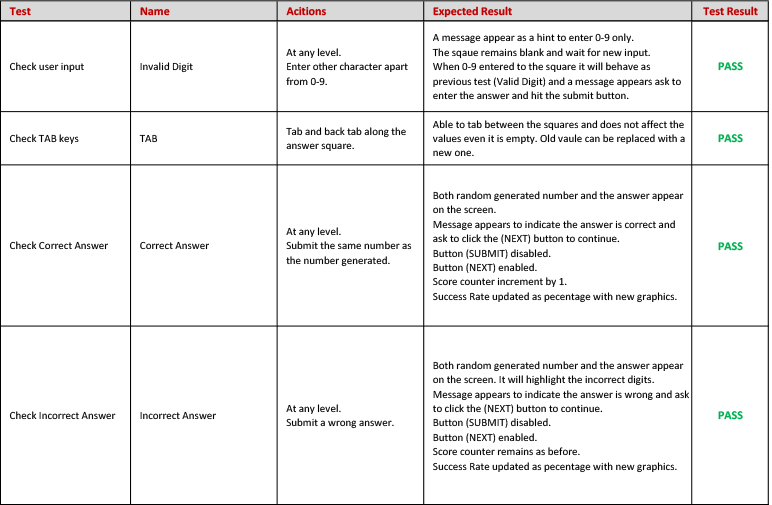 Test Name Acitions Expected Result Test Result
Check user input
Invalid Digit
At any level.
Enter other character apart
from 0-9.
A message appear as a hint to enter 0-9 only.
The sqaue remains blank and wait for new input.
When 0-9 entered to the square it will behave as
previous test (Valid Digit) and a message appears ask to
enter the answer and hit the submit button.
PASS
Check TAB keys
TAB
Tab and back tab along the
answer square.
Able to tab between the squares and does not affect the
values even it is empty. Old vaule can be replaced with a
new one.
PASS
Check Correct Answer
Correct Answer
At any level.
Submit the same number as
the number generated.
Both random generated number and the answer appear
on the screen.
Message appears to indicate the answer is correct and
ask to click the (NEXT) button to continue.
Button (SUBMIT) disabled.
Button (NEXT) enabled.
Score counter increment by 1.
Success Rate updated as pecentage with new graphics.
PASS
Check Incorrect Answer
Incorrect Answer
At any level.
Submit a wrong answer.
Both random generated number and the answer appear
on the screen. It will highlight the incorrect digits.
Message appears to indicate the answer is wrong and ask
to click the (NEXT) button to continue.
Button (SUBMIT) disabled.
Button (NEXT) enabled.
Score counter remains as before.
Success Rate updated as pecentage with new graphics.
PASS